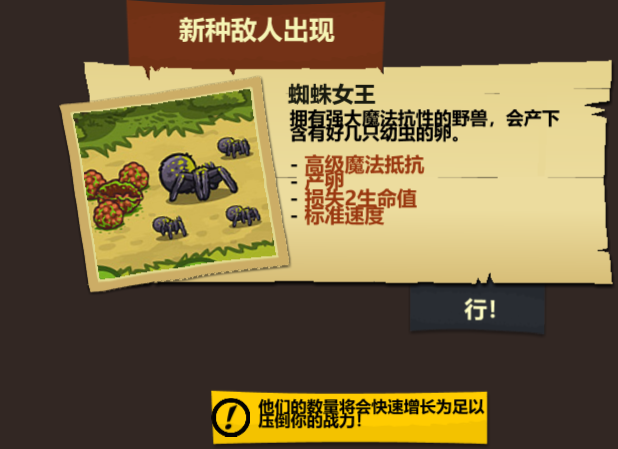 新种敌人出现
蜘蛛女王
拥有强大魔法抗性的野兽，会产下
含有好几只幼虫的卵。
- 高级魔法抵抗
- 产卵
- 损失2生命值
- 标准速度
行!
他们的数量将会快速增长为足以
压倒你的战力!